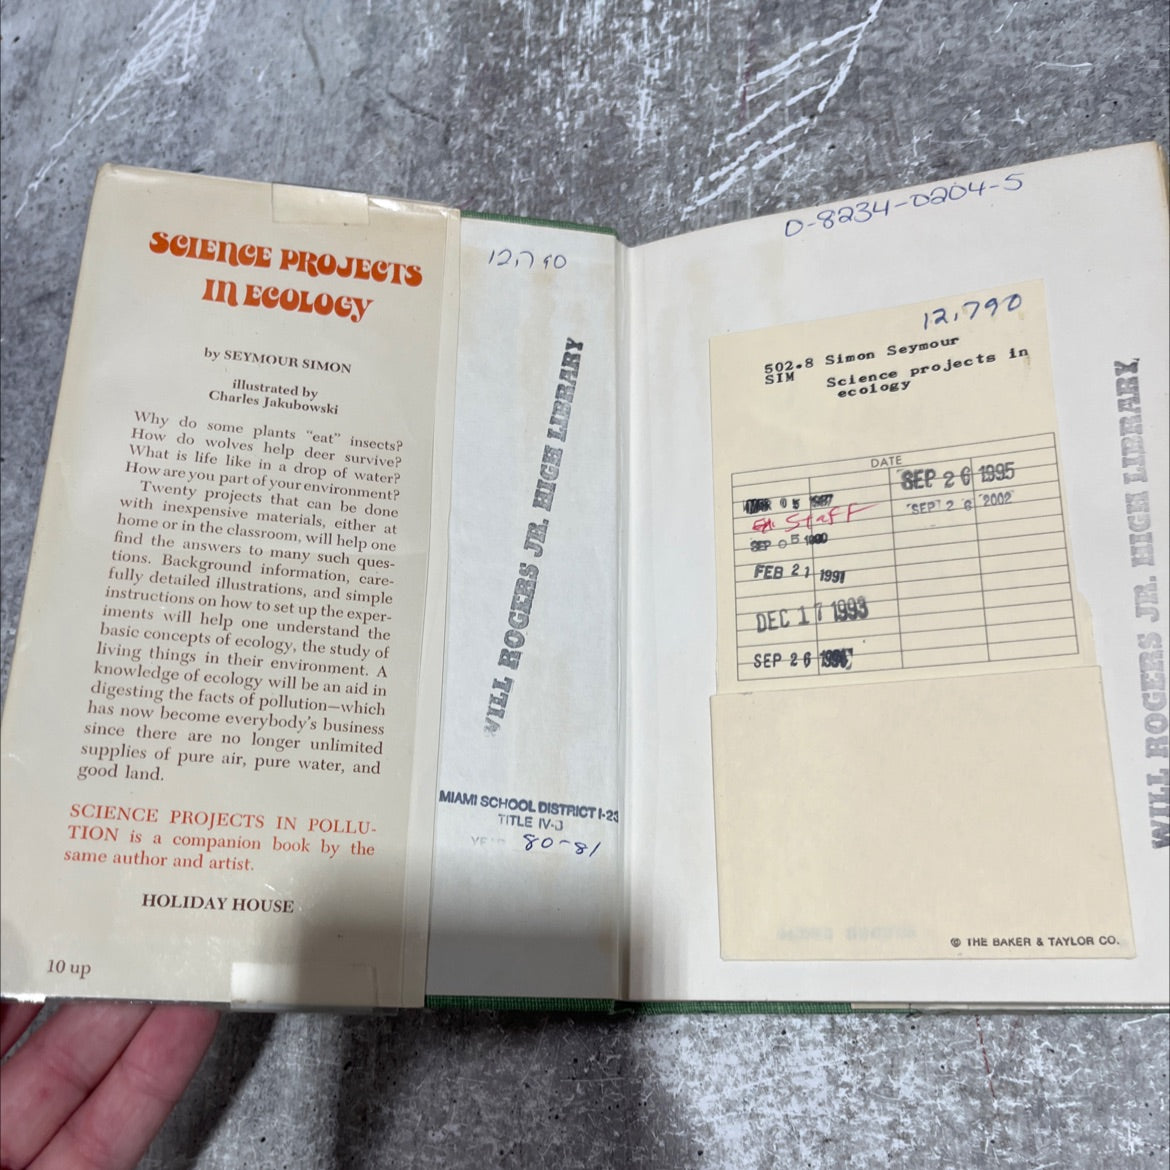 SCIENCE PROJECTS
IN ECOLOGY
by SEYMOUR SIMON
illustrated by
Charles Jakubowski
Why do some plants “eat” insects?
How do wolves help deer survive?
What is life like in a drop of water?
How are you part of your environment?
Twenty projects that can be done
with inexpensive materials, either at
home or in the classroom, will help one
find the answers to many such ques-
tions. Background information, care-
fully detailed illustrations, and simple
instructions on how to set up the exper-
iments will help one understand the
basic concepts of ecology, the study of
living things in their environment. A
knowledge of ecology will be an aid in
digesting the facts of pollution—which
has now become everybody's business
since there are no longer unlimited
supplies of pure air, pure water, and
good land.
SCIENCE PROJECTS IN POLLU-
TION is a companion book by the
same author and artist.
HOLIDAY HOUSE
10 up
12,790
WILL ROGERS JR. HIGH LIBRARY
MIAMI SCHOOL DISTRICT I-23
TITLE IV-
80-81
0-8234-0204-5
12,790
502.8 Simon Seymour
SIM Science projects in
ecology
DATE
SEP 26 1995
05 1987
SEPT 26 2002
Staff
SEP 05 1990
FEB 21 1991
DEC 17 1993
SEP 26
© THE BAKER & TAYLOR CO.
WILL ROGERS JR. HIGH LIBRARY,